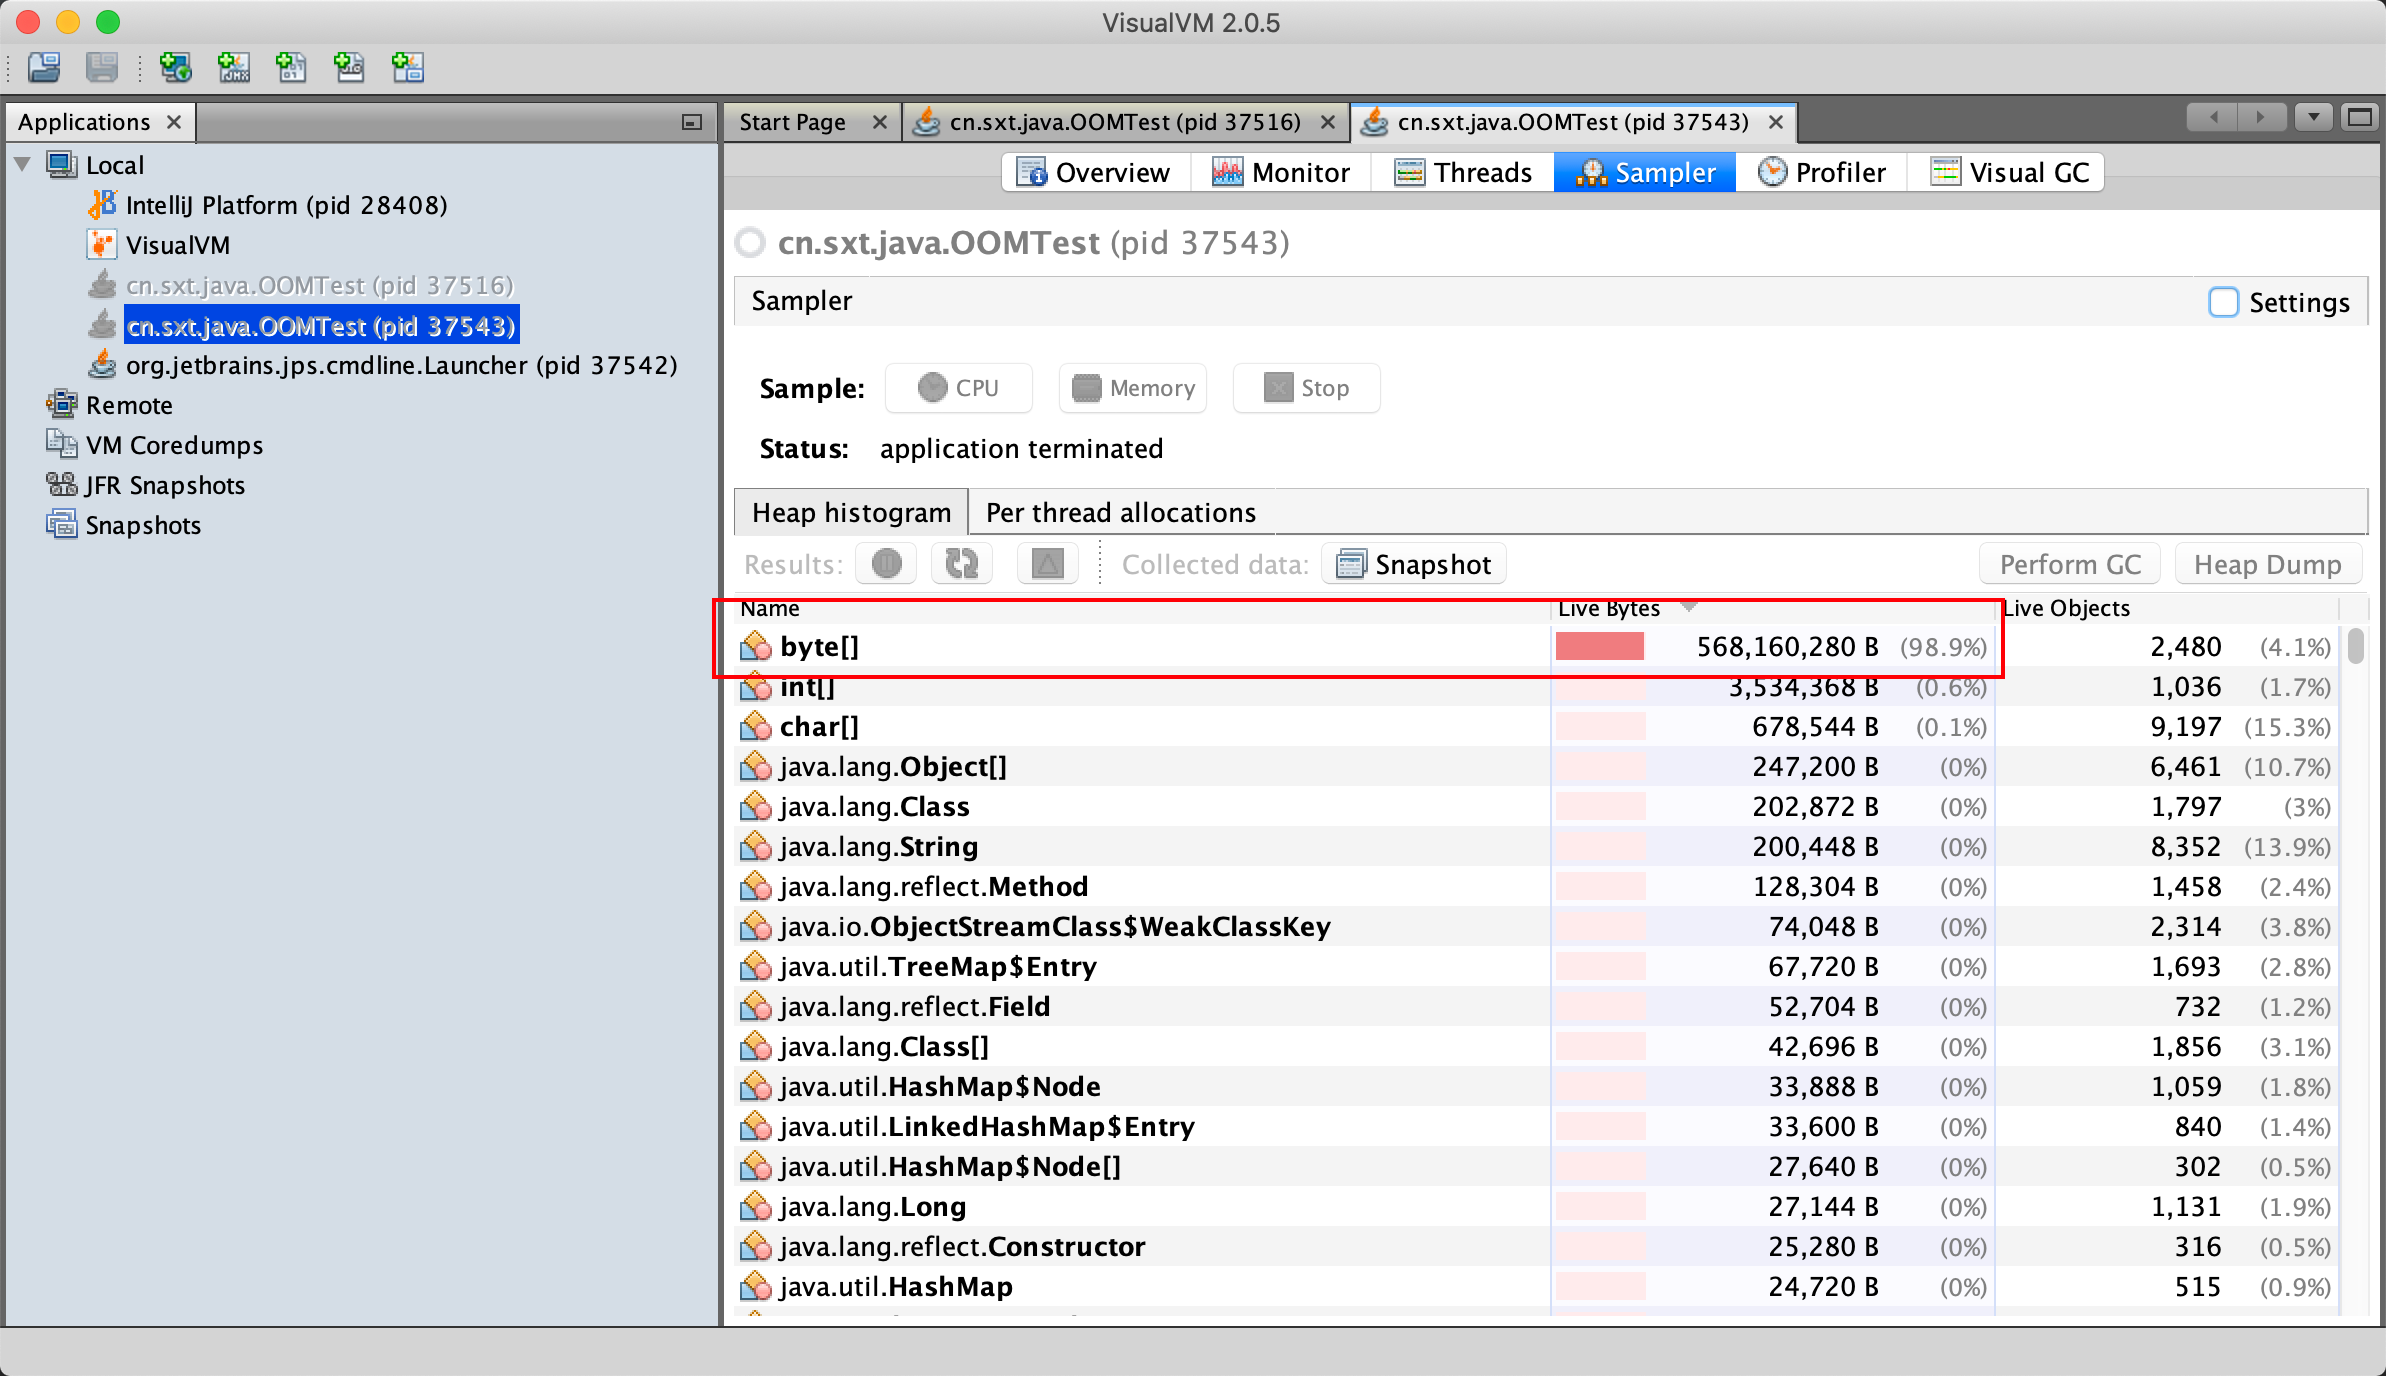 VisualVM 2.0.5
Applications
Local
IntelliJ Platform (pid 28408)
VisualVM
cn.sxt.java.OOMTest (pid 37516)
cn.sxt.java.OOMTest (pid 37543)
org.jetbrains.jps.cmdline.Launcher (pid 37542)
Remote
VM Coredumps
JFR Snapshots
Snapshots
Start Page cn.sxt.java.OOMTest (pid 37516) cn.sxt.java.OOMTest (pid 37543)
Overview Monitor Threads Sampler Profiler Visual GC
cn.sxt.java.OOMTest (pid 37543)
Sampler Settings
Sample: CPU Memory Stop
Status: application terminated
Heap histogram Per thread allocations
Results: Collected data: Snapshot Perform GC Heap Dump
Name Live Bytes Live Objects
byte[] 568,160,280 B (98.9%) 2,480 (4.1%)
int[] 3,534,368 B (0.6%) 1,036 (1.7%)
char[] 678,544 B (0.1%) 9,197 (15.3%)
java.lang.Object[] 247,200 B (0%) 6,461 (10.7%)
java.lang.Class 202,872 B (0%) 1,797 (3%)
java.lang.String 200,448 B (0%) 8,352 (13.9%)
java.lang.reflect.Method 128,304 B (0%) 1,458 (2.4%)
java.io.ObjectStreamClass$WeakClassKey 74,048 B (0%) 2,314 (3.8%)
java.util.TreeMap$Entry 67,720 B (0%) 1,693 (2.8%)
java.lang.reflect.Field 52,704 B (0%) 732 (1.2%)
java.lang.Class[] 42,696 B (0%) 1,856 (3.1%)
java.util.HashMap$Node 33,888 B (0%) 1,059 (1.8%)
java.util.LinkedHashMap$Entry 33,600 B (0%) 840 (1.4%)
java.util.HashMap$Node[] 27,640 B (0%) 302 (0.5%)
java.lang.Long 27,144 B (0%) 1,131 (1.9%)
java.lang.reflect.Constructor 25,280 B (0%) 316 (0.5%)
java.util.HashMap 24,720 B (0%) 515 (0.9%)